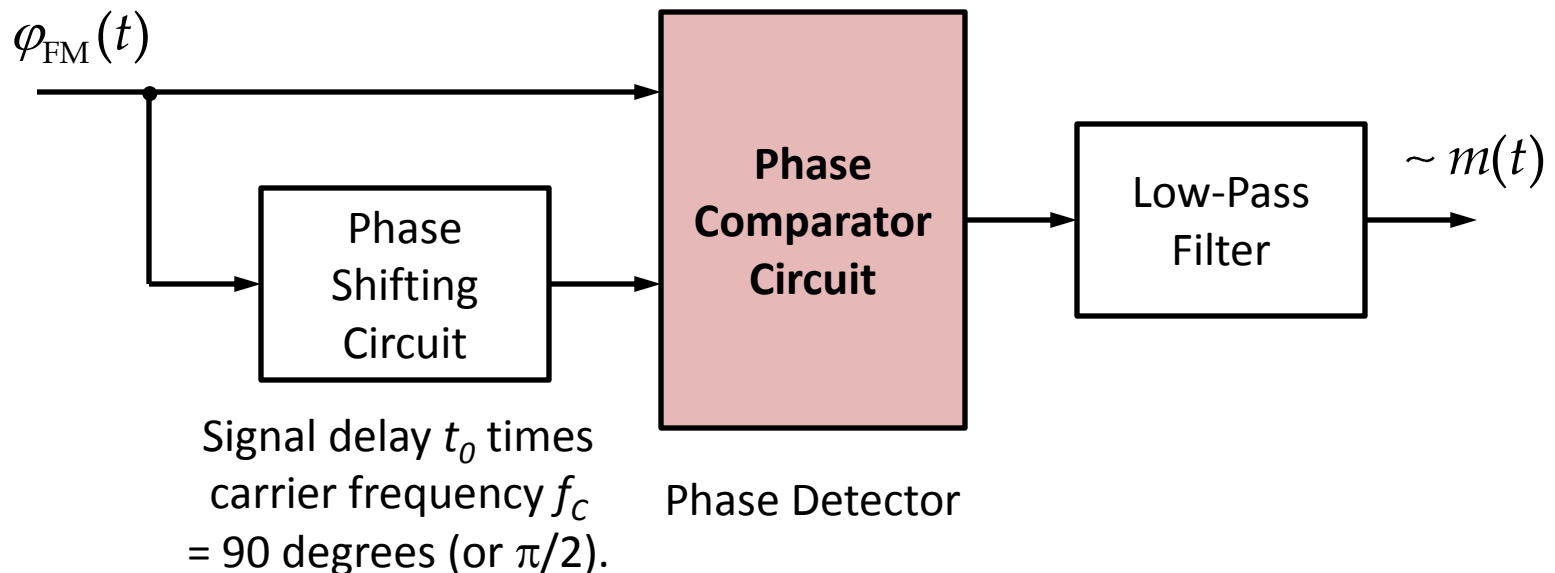 φFM(t)
Phase
Comparator
Circuit
Phase
Shifting
Circuit
Low-Pass
Filter
~ m(t)
Signal delay t0 times
carrier frequency fC
= 90 degrees (or π/2).
Phase Detector